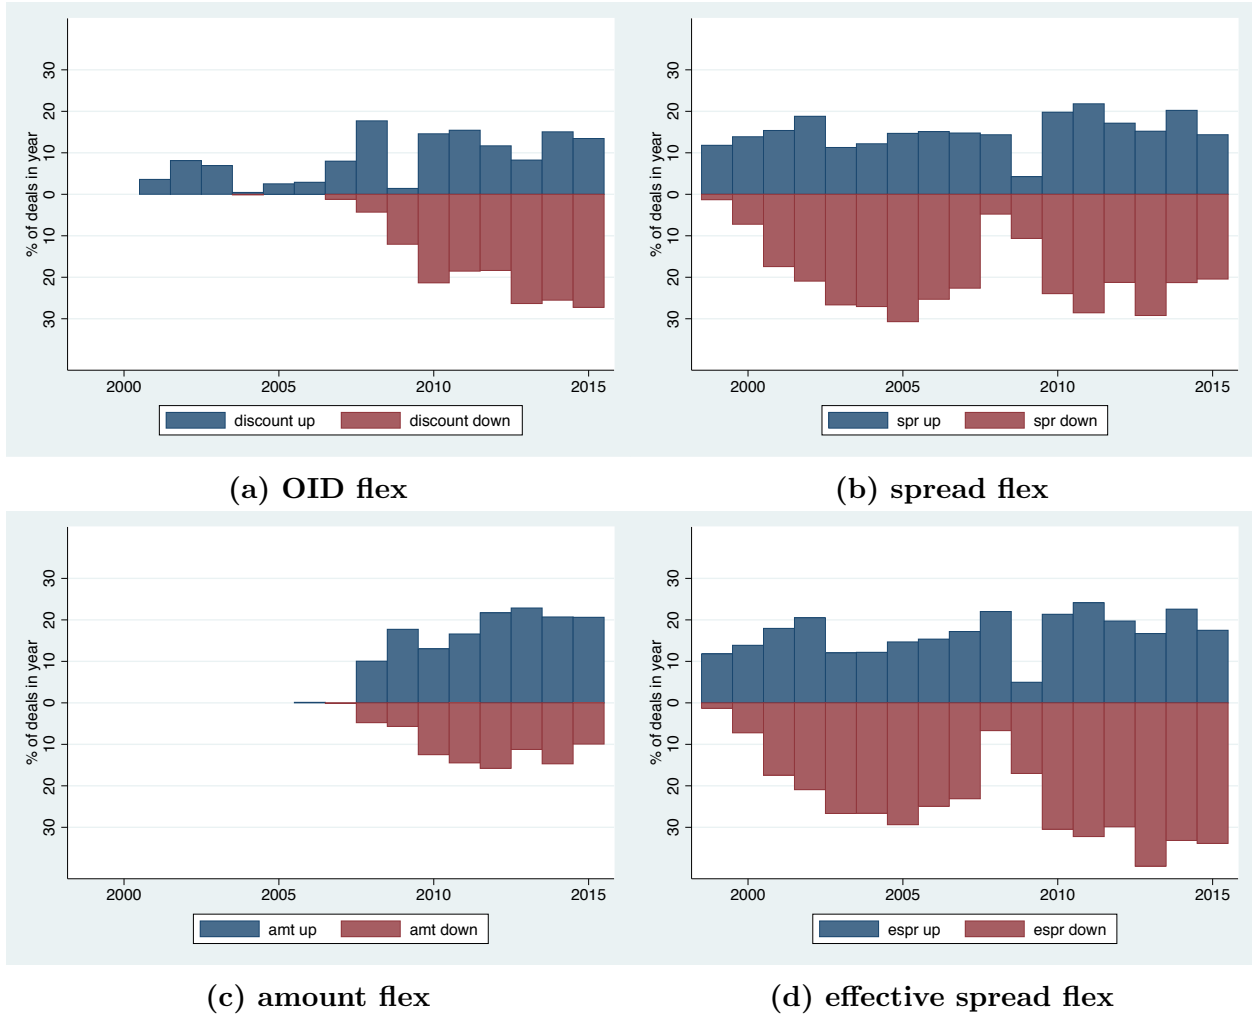 % of deals in year
30
20
10
0
10
20
30
2000
2005
2010
2015
discount up
discount down
(a) OID flex
% of deals in year
30
20
10
0
10
20
30
2000
2005
2010
2015
spr up
spr down
(b) spread flex
% of deals in year
30
20
10
0
10
20
30
2000
2005
2010
2015
amt up
amt down
(c) amount flex
% of deals in year
30
20
10
0
10
20
30
2000
2005
2010
2015
espr up
espr down
(d) effective spread flex